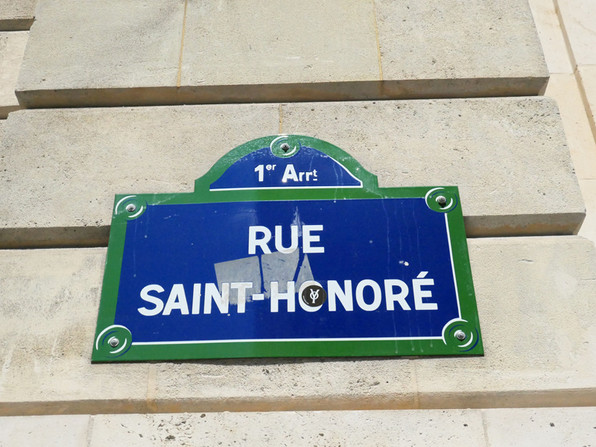 1er Arrt
RUE
SAINT-HONORÉ